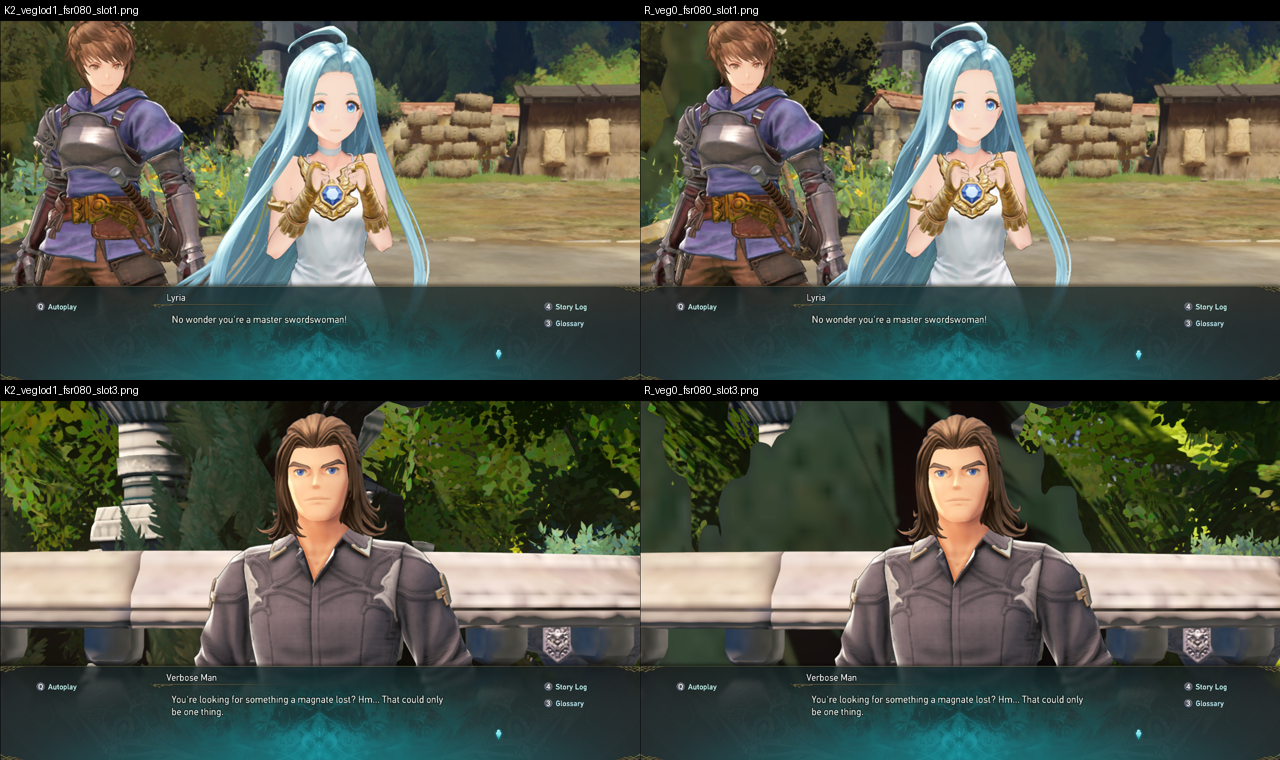 K2_veglod1_fsr080_slot1.png
R_veg0_fsr080_slot1.png
Lyria
Q Autoplay
No wonder you're a master swordswoman!
4 Story Log
3 Glossary
Lyria
Q Autoplay
No wonder you're a master swordswoman!
4 Story Log
3 Glossary
K2_veglod1_fsr080_slot3.png
R_veg0_fsr080_slot3.png
Verbose Man
Q Autoplay
You're looking for something a magnate lost? Hm... That could only
be one thing.
4 Story Log
3 Glossary
Verbose Man
Q Autoplay
You're looking for something a magnate lost? Hm... That could only
be one thing.
4 Story Log
3 Glossary